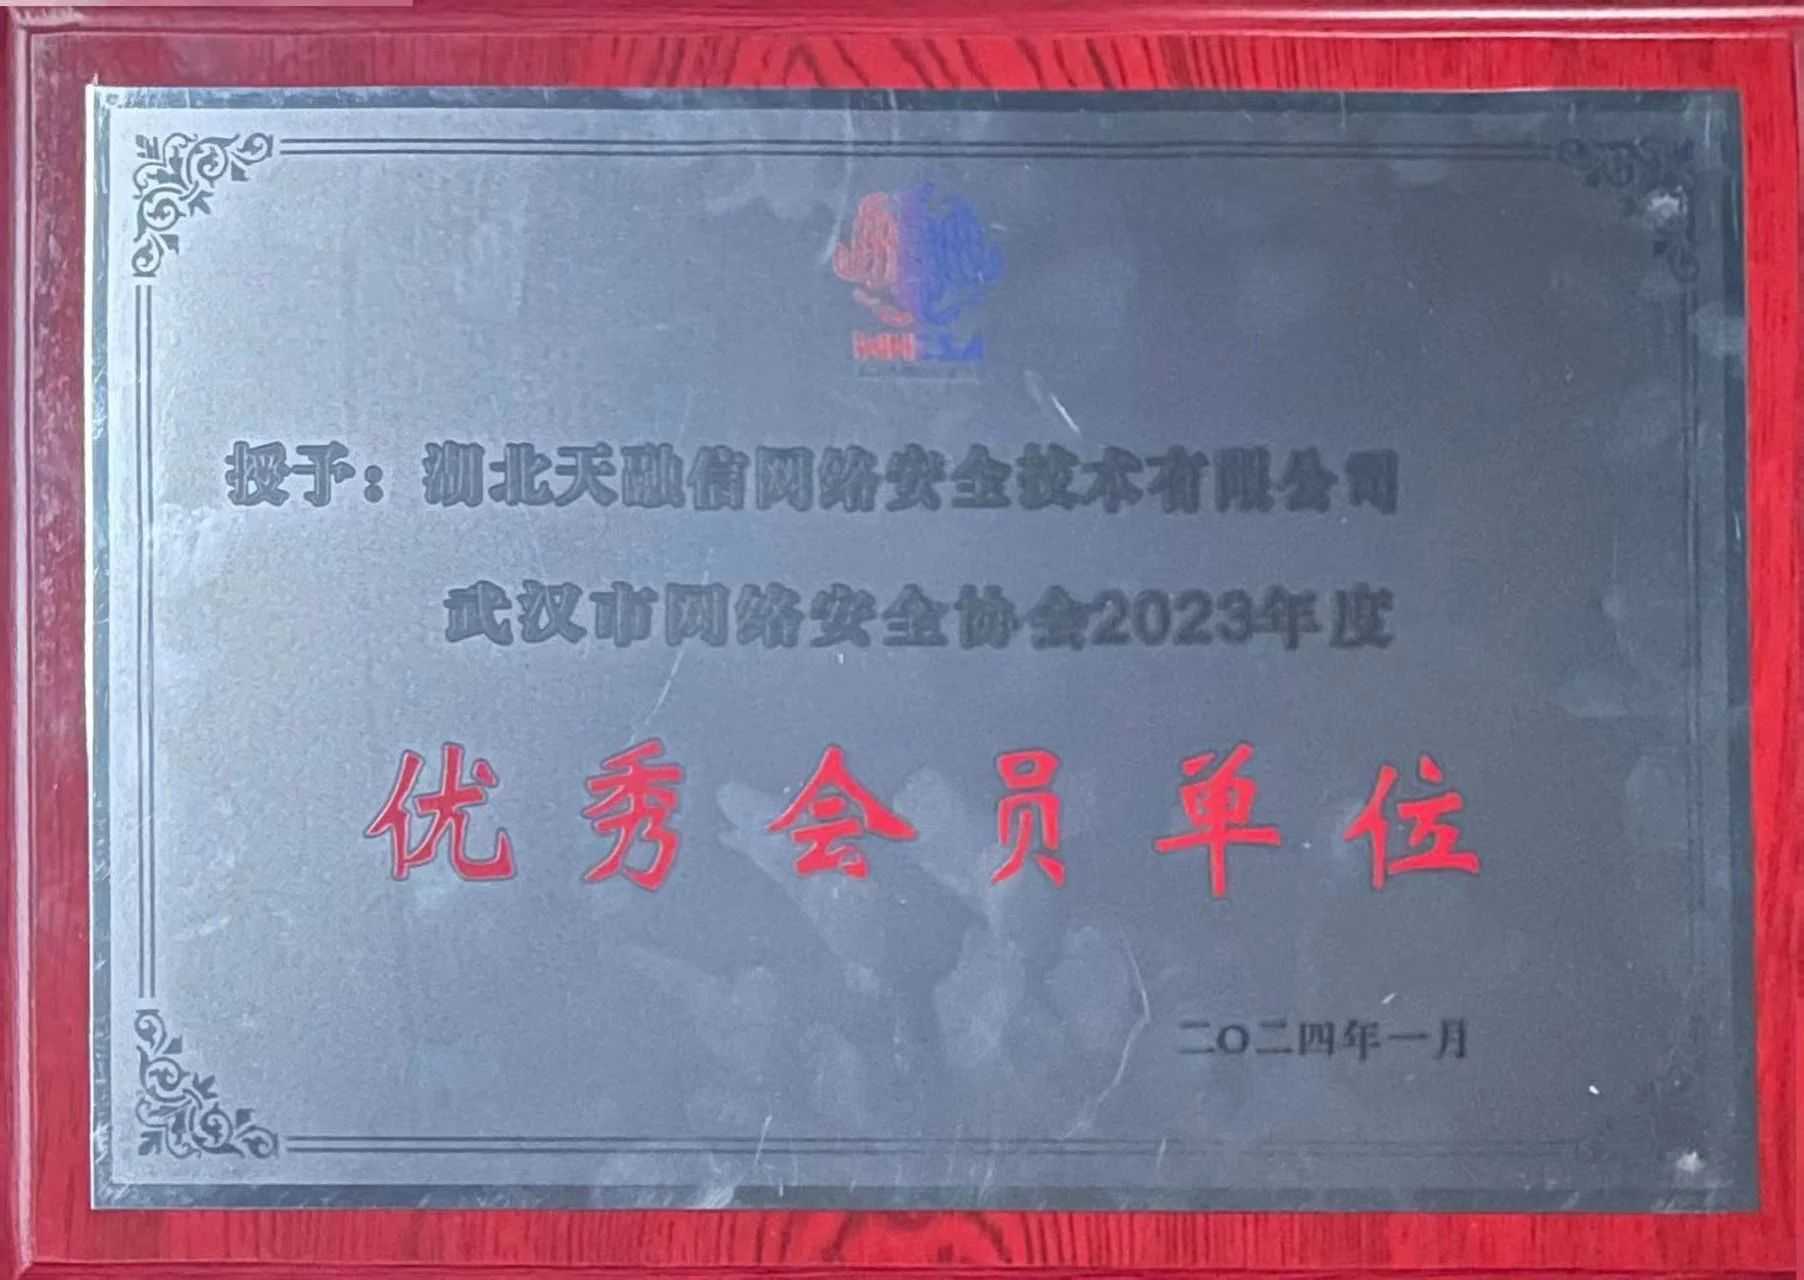 授予：湖北天融信网络安全技术有限公司
武汉市网络安全协会2023年度
优秀会员单位
二〇二四年一月